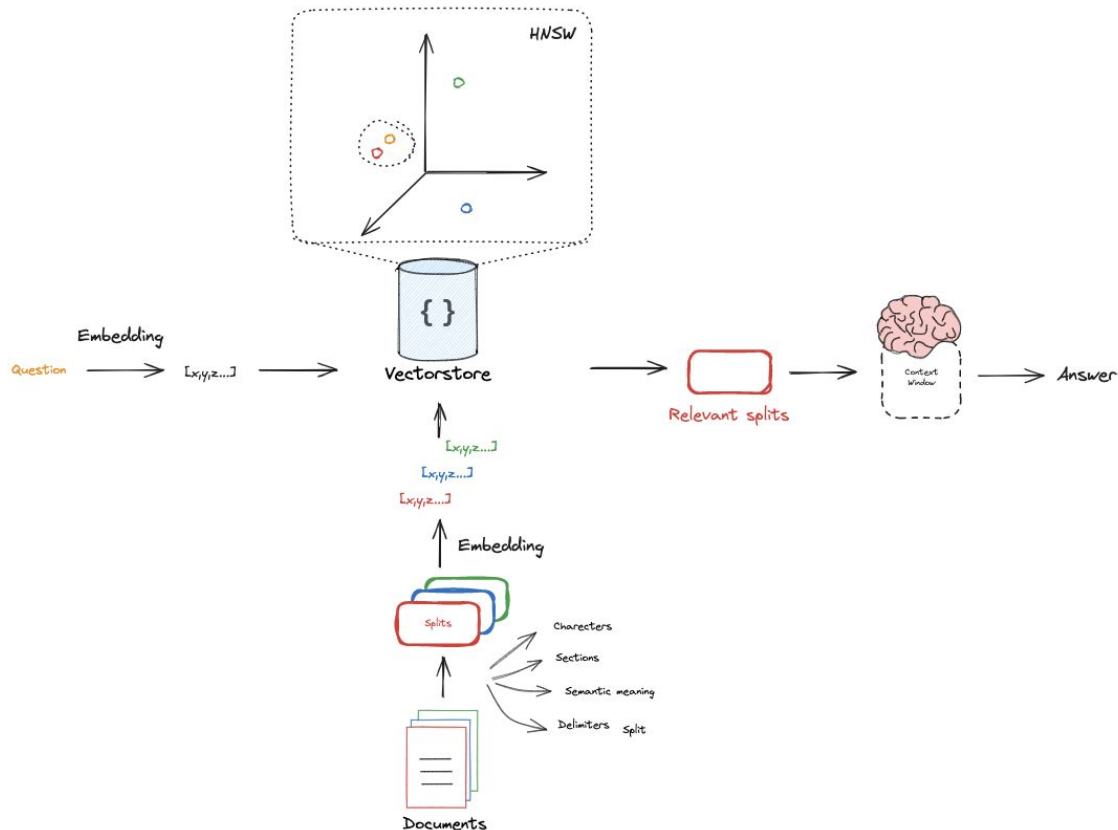 HNSW
{ }
Vectorstore
Embedding
Question
[x,y,z...]
Relevant splits
Context
Window
Answer
[x,y,z...]
[x,y,z...]
[x,y,z...]
Embedding
Splits
Charecters
Sections
Semantic meaning
Delimiters Split
Documents